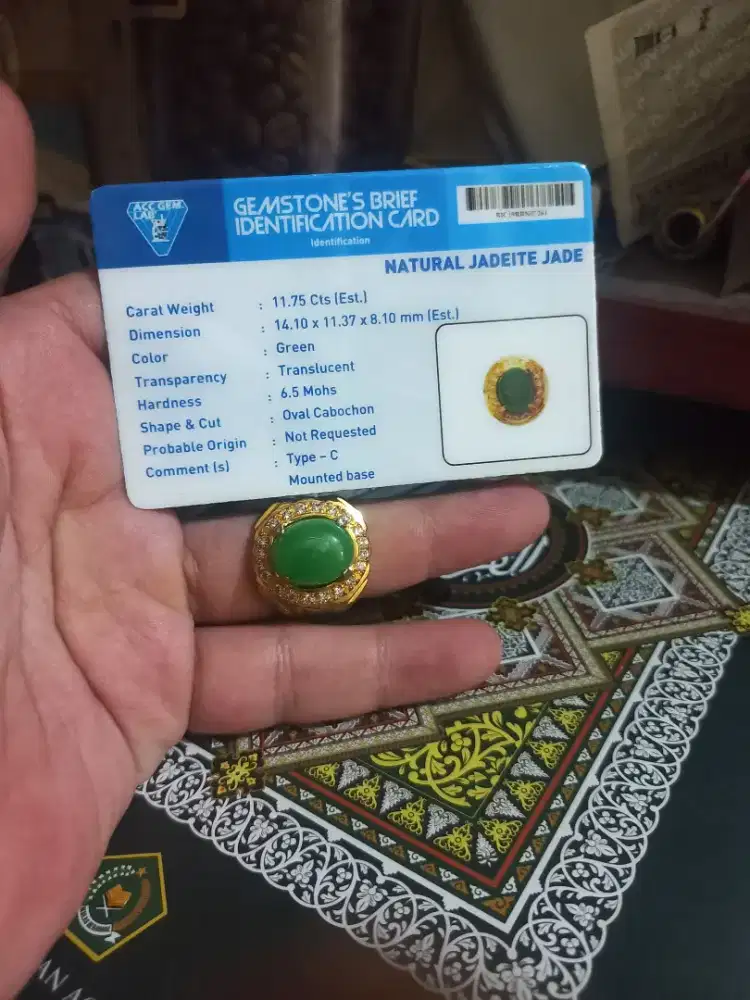 ACC GEM
LAB
GEMSTONE'S BRIEF
IDENTIFICATION CARD
Identification
NATURAL JADEITE JADE
Carat Weight : 11.75 Cts (Est.)
Dimension : 14.10 x 11.37 x 8.10 mm (Est.)
Color : Green
Transparency : Translucent
Hardness : 6.5 Mohs
Shape & Cut : Oval Cabochon
Probable Origin : Not Requested
Comment (s) : Type – C
Mounted base